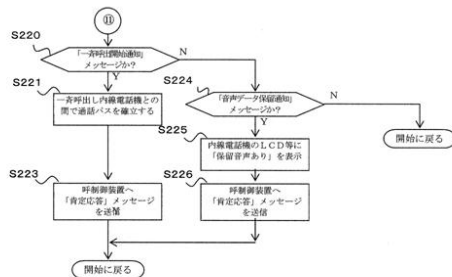 ⑪
S220
「一斉呼出開始通知」
メッセージか?
N
Y
S221
一斉呼出し内線電話機との
間で通話パスを確立する
S224
「音声データ保留通知」
メッセージか?
N
Y
開始に戻る
S225
内線電話機のLCD等に
「保留音声あり」を表示
S223
呼制御装置へ
「肯定応答」メッセージ
を送信
S226
呼制御装置へ
「肯定応答」メッセージ
を送信
開始に戻る